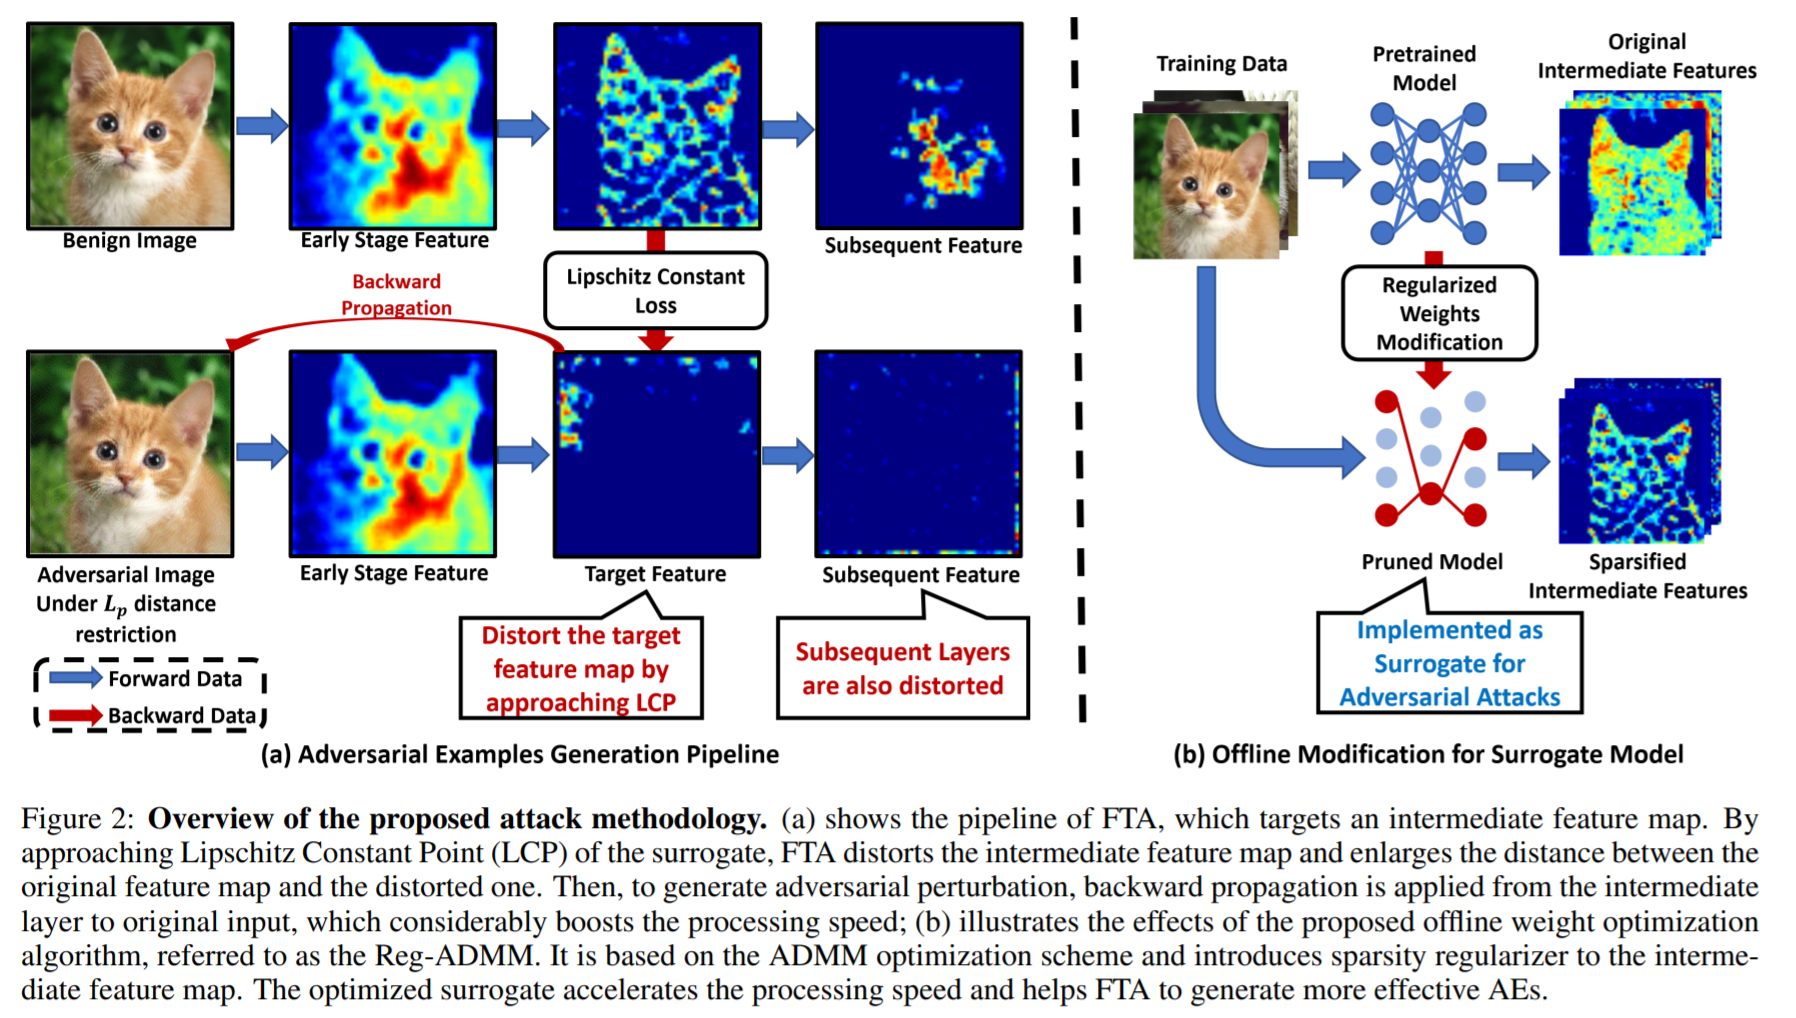 Benign Image
Early Stage Feature
Subsequent Feature
Backward
Propagation
Lipschitz Constant
Loss
Adversarial Image
Under Lp distance
restriction
Early Stage Feature
Target Feature
Subsequent Feature
Distort the target
feature map by
approaching LCP
Subsequent Layers
are also distorted
Forward Data
Backward Data
(a) Adversarial Examples Generation Pipeline
Training Data
Pretrained
Model
Original
Intermediate Features
Regularized
Weights
Modification
Pruned Model
Sparsified
Intermediate Features
Implemented as
Surrogate for
Adversarial Attacks
(b) Offline Modification for Surrogate Model
Figure 2: Overview of the proposed attack methodology. (a) shows the pipeline of FTA, which targets an intermediate feature map. By
approaching Lipschitz Constant Point (LCP) of the surrogate, FTA distorts the intermediate feature map and enlarges the distance between the
original feature map and the distorted one. Then, to generate adversarial perturbation, backward propagation is applied from the intermediate
layer to original input, which considerably boosts the processing speed; (b) illustrates the effects of the proposed offline weight optimization
algorithm, referred to as the Reg-ADMM. It is based on the ADMM optimization scheme and introduces sparsity regularizer to the interme-
diate feature map. The optimized surrogate accelerates the processing speed and helps FTA to generate more effective AEs.